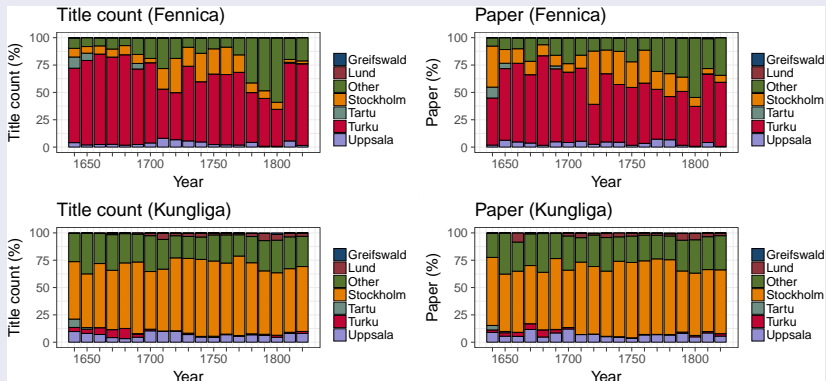 Title count (Fennica)
Title count (%)
100
75
50
25
0
1650
1700
1750
1800
Year
Greifswald
Lund
Other
Stockholm
Tartu
Turku
Uppsala
Paper (Fennica)
Paper (%)
100
75
50
25
0
1650
1700
1750
1800
Year
Greifswald
Lund
Other
Stockholm
Tartu
Turku
Uppsala
Title count (Kungliga)
Title count (%)
100
75
50
25
0
1650
1700
1750
1800
Year
Greifswald
Lund
Other
Stockholm
Tartu
Turku
Uppsala
Paper (Kungliga)
Paper (%)
100
75
50
25
0
1650
1700
1750
1800
Year
Greifswald
Lund
Other
Stockholm
Tartu
Turku
Uppsala